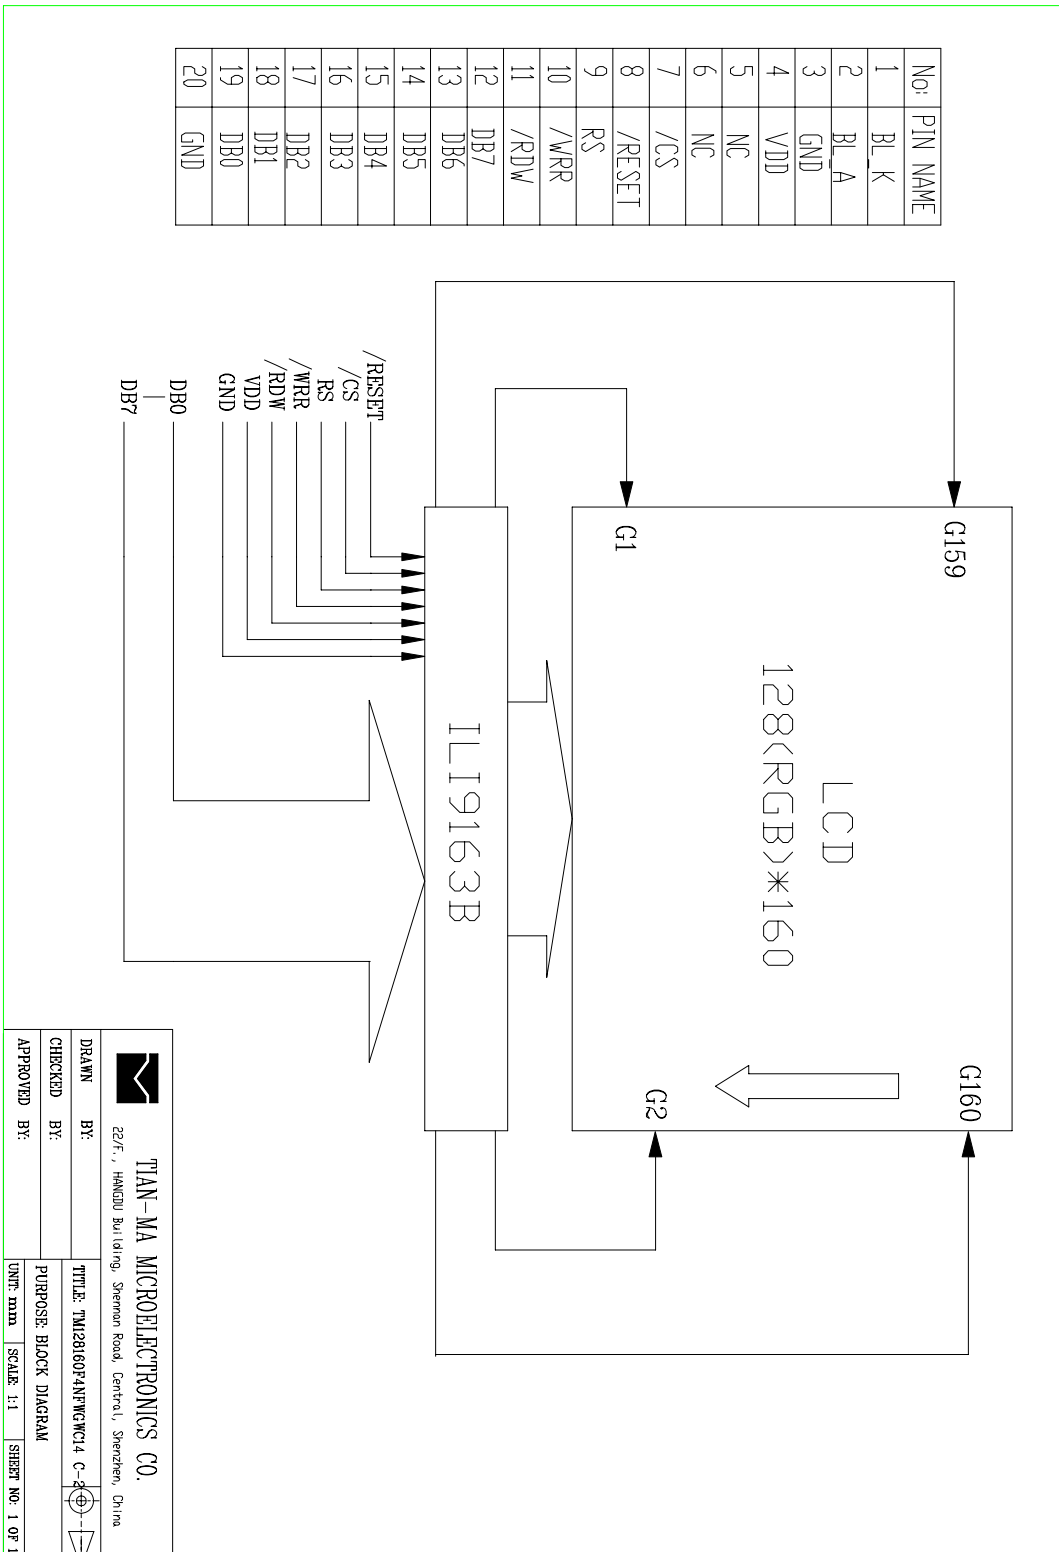 No: PIN NAME
1 BL_K
2 BL_A
3 GND
4 VDD
5 NC
6 NC
7 /CS
8 /RESET
9 RS
10 /WRR
11 /RDW
12 DB7
13 DB6
14 DB5
15 DB4
16 DB3
17 DB2
18 DB1
19 DB0
20 GND
G159
G160
LCD
128(RGB)*160
G1
G2
ILI9163B
/RESET
/CS
RS
/WRR
/RDW
VDD
GND
DB0
DB7
TIAN-MA MICROELECTRONICS CO.
22/F., HANGDU Building, Shennan Road, Central, Shenzhen, China
DRAWN BY:
CHECKED BY:
APPROVED BY:
TITLE: TM128160F4NFWGWC14 C-2
PURPOSE: BLOCK DIAGRAM
UNIT: mm SCALE: 1:1 SHEET NO: 1 OF 1